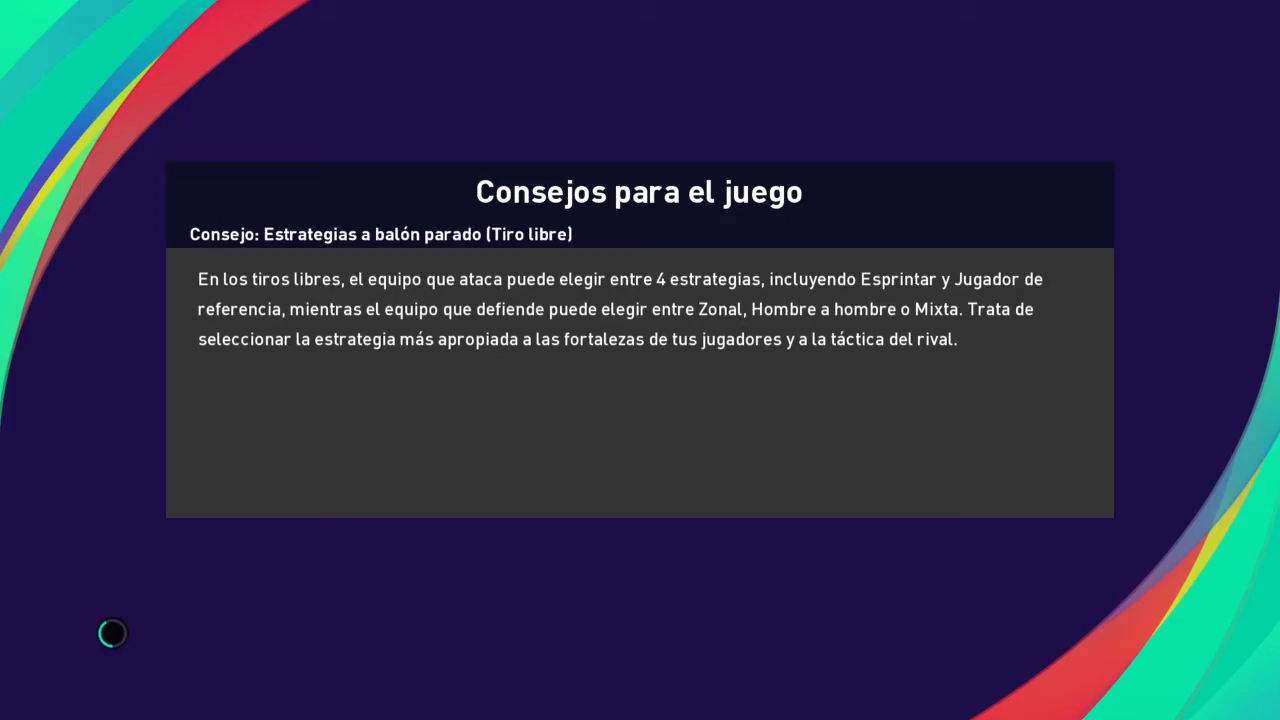 Consejos para el juego
Consejo: Estrategias a balón parado (Tiro libre)
En los tiros libres, el equipo que ataca puede elegir entre 4 estrategias, incluyendo Esprintar y Jugador de
referencia, mientras el equipo que defiende puede elegir entre Zonal, Hombre a hombre o Mixta. Trata de
seleccionar la estrategia más apropiada a las fortalezas de tus jugadores y a la táctica del rival.